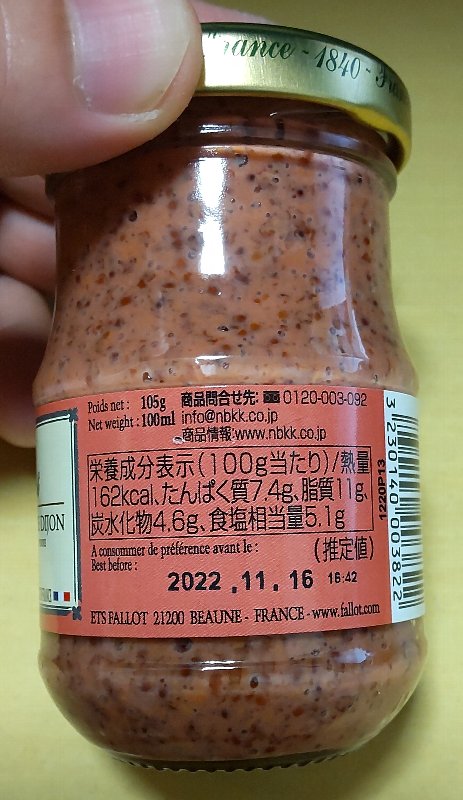 France - 1840 -
Poids net : 105g
Net weight : 100ml
商品問合せ先: 0120-003-092
info@nbkk.co.jp
商品情報:www.nbkk.co.jp
栄養成分表示(100g当たり)/熱量
162kcal、たんぱく質7.4g、脂質11g、
炭水化物4.6g、食塩相当量5.1g
(推定値)
A consommer de préférence avant le :
Best before :
2022.11.16 16:42
ETS FALLOT 21200 BEAUNE - FRANCE - www.fallot.com
DIJON
1220P13
3 230140 003822